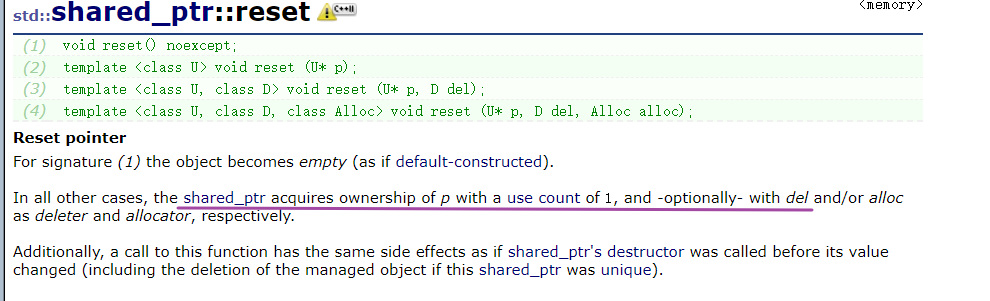 std::shared_ptr::reset C++11
<memory>
(1) void reset() noexcept;
(2) template <class U> void reset (U* p);
(3) template <class U, class D> void reset (U* p, D del);
(4) template <class U, class D, class Alloc> void reset (U* p, D del, Alloc alloc);
Reset pointer
For signature (1) the object becomes empty (as if default-constructed).
In all other cases, the shared_ptr acquires ownership of p with a use count of 1, and -optionally- with del and/or alloc
as deleter and allocator, respectively.
Additionally, a call to this function has the same side effects as if shared_ptr's destructor was called before its value
changed (including the deletion of the managed object if this shared_ptr was unique).